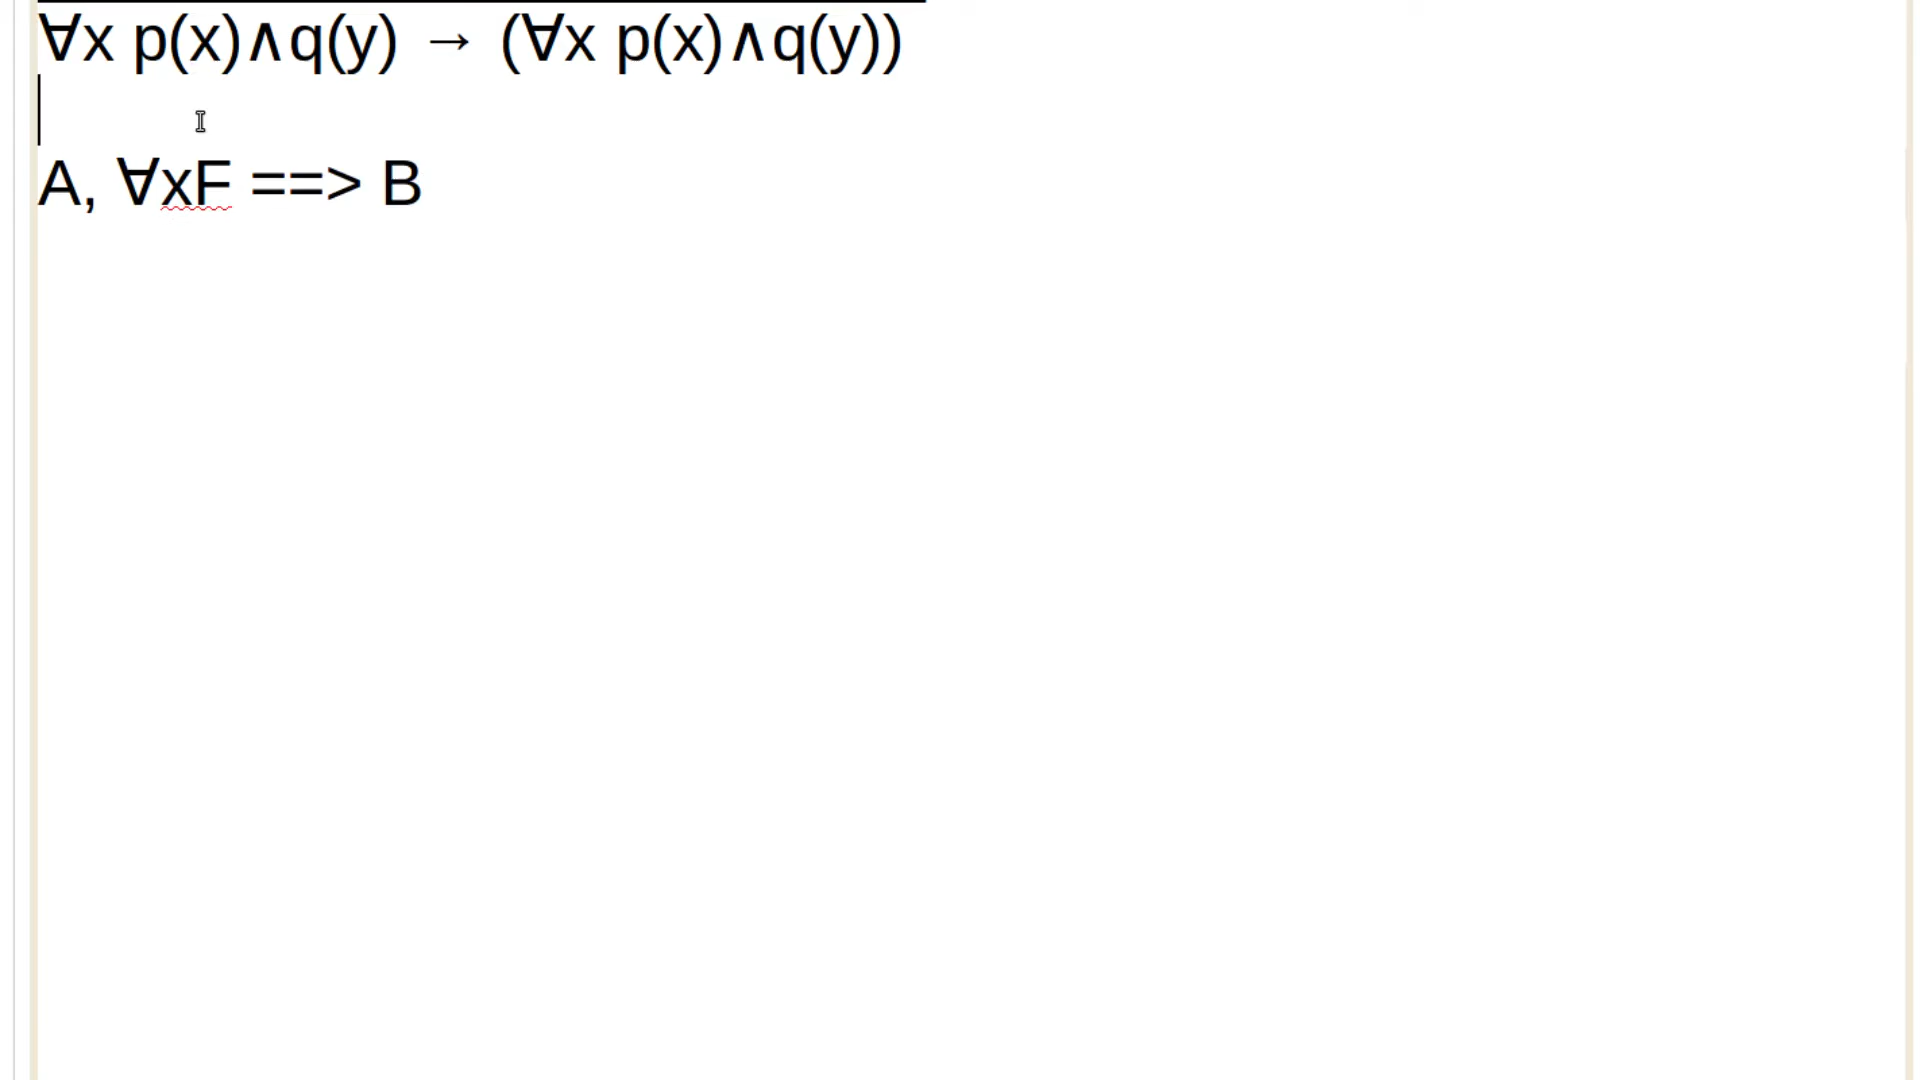 ∀x p(x)∧q(y) → (∀x p(x)∧q(y))
A, ∀xF ==> B